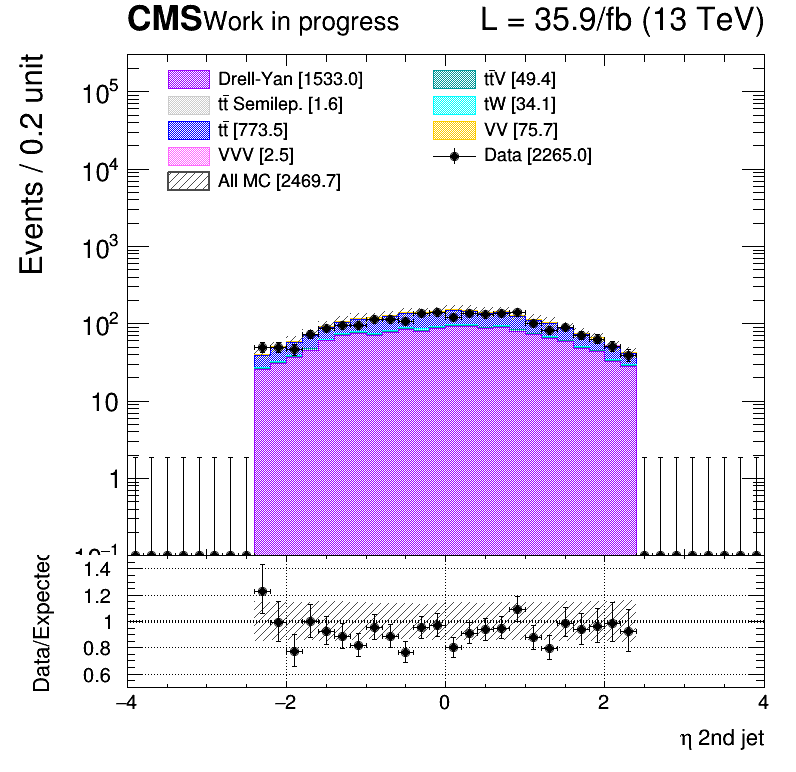 CMS Work in progress L = 35.9/fb (13 TeV)
Events / 0.2 unit
Drell-Yan [1533.0]
tt̄ Semilep. [1.6]
tt̄ [773.5]
VVV [2.5]
All MC [2469.7]
tt̄V [49.4]
tW [34.1]
VV [75.7]
Data [2265.0]
10⁵
10⁴
10³
10²
10
1
10⁻¹
Data/Expected
1.4
1.2
1
0.8
0.6
−4 −2 0 2 4
η 2nd jet